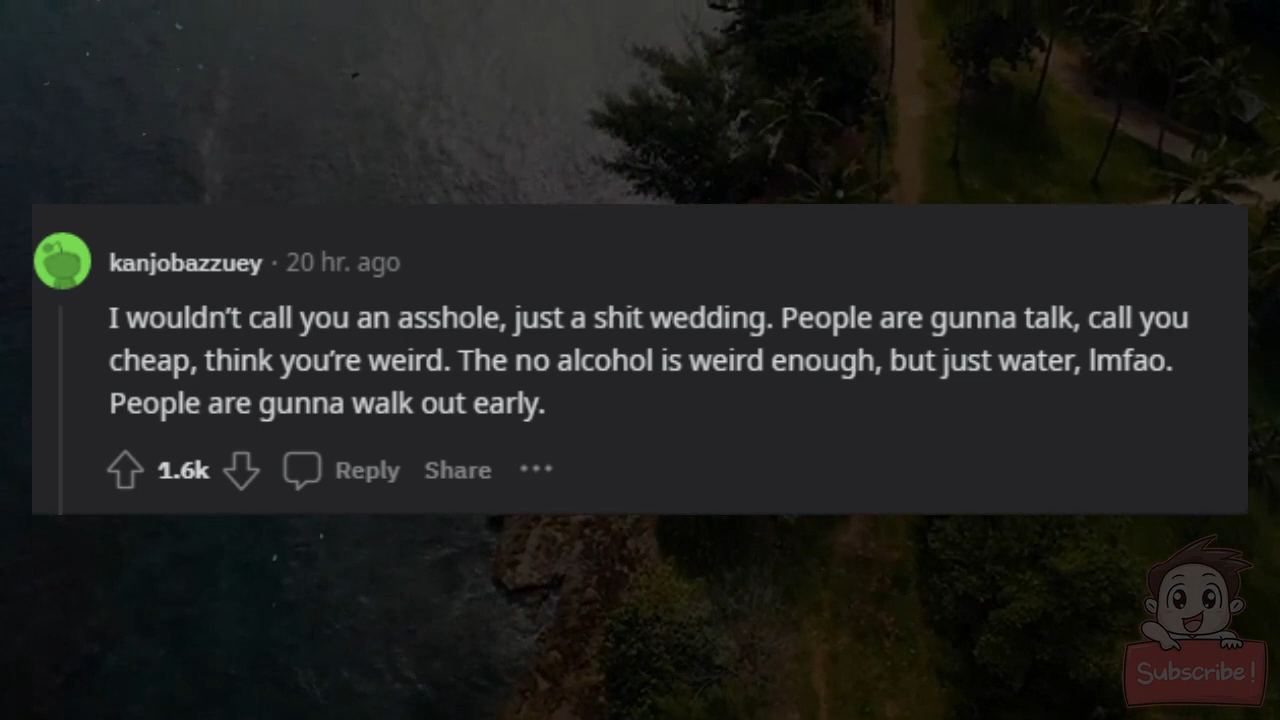 kanjobazzuey · 20 hr. ago
I wouldn’t call you an asshole, just a shit wedding. People are gunna talk, call you
cheap, think you’re weird. The no alcohol is weird enough, but just water, lmfao.
People are gunna walk out early.
1.6k Reply Share ···
Subscribe!